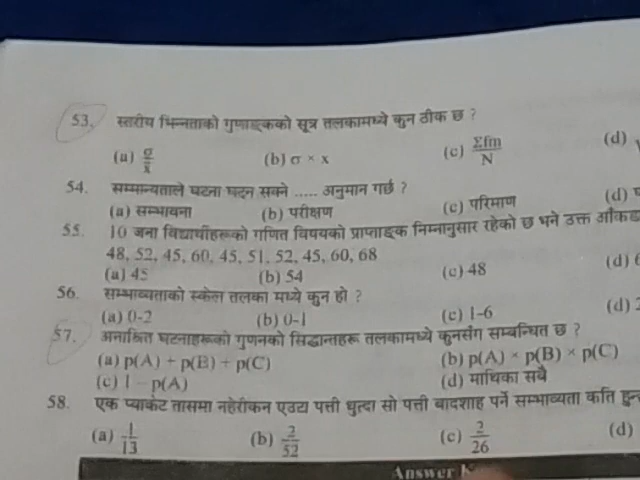 53. स्तरीय भिन्नताको गुणाङ्कको सूत्र तलकामध्ये कुन ठीक छ ?
(a) σ/x̄ (b) σ × x (c) Σfm/N (d)
54. सम्भाव्यताले घटना घट्न सक्ने ..... अनुमान गर्छ ?
(a) सम्भावना (b) परीक्षण (c) परिमाण (d)
55. 10 जना विद्यार्थीहरूको गणित विषयको प्राप्ताङ्क निम्नानुसार रहेको छ भने उक्त
48, 52, 45, 60, 45, 51, 52, 45, 60, 68
(a) 45 (b) 54 (c) 48 (d) 6
56. सम्भाव्यताको स्केल तलका मध्ये कुन हो ?
(a) 0-2 (b) 0-1 (c) 1-6 (d) 2
57. अनाश्रित घटनाहरूको गुणनको सिद्धान्तहरू तलकामध्ये कुनसँग सम्बन्धित छ ?
(a) p(A) + p(B) + p(C) (b) p(A) × p(B) × p(C)
(c) 1 - p(A) (d) माथिका सबै
58. एक प्याकेट तासमा नहेरीकन एउटा पत्ती थुत्दा सो पत्ती बादशाह पर्ने सम्भाव्यता कति
(a) 1/13 (b) 2/52 (c) 2/26 (d)
Answer K